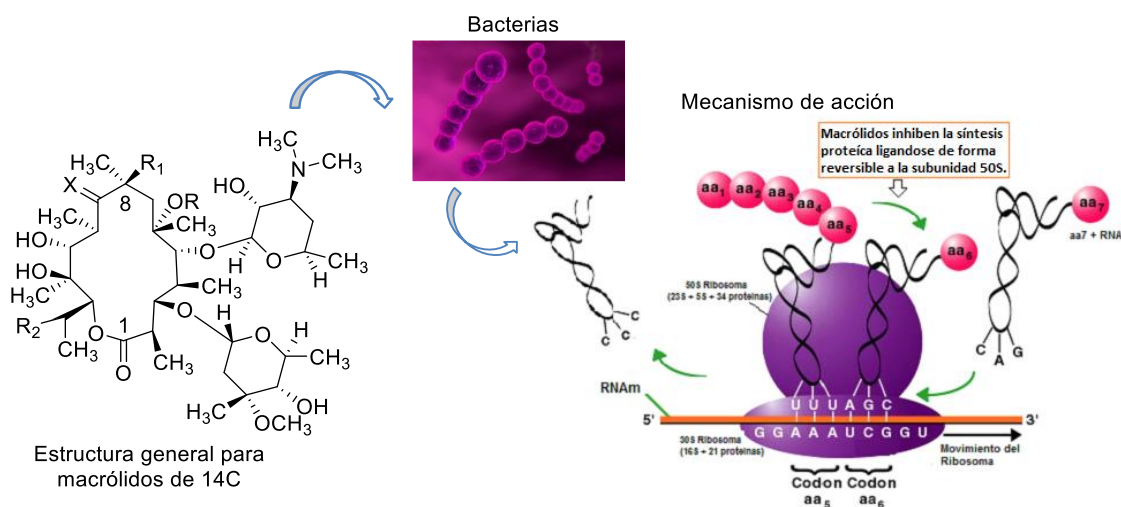 Bacterias
Mecanismo de acción
Macrólidos inhiben la síntesis
proteíca ligandose de forma
reversible a la subunidad 50S.
H3C
R1
X
8
OR
CH3
CH3
HO
HO
H3C
R2
CH3
O
1
O
CH3
CH3
O
O
H3C
N
CH3
HO
O
H
CH3
H
H
O
H
CH3
H3C
OCH3
OH
Estructura general para
macrólidos de 14C
aa1
aa2
aa3
aa4
aa5
aa6
aa7
aa7 + RNA
50S Ribosoma
(23S + 5S + 34 proteínas)
C
C
C
C A G
RNAm
5'
3'
U U U A G C
G G A A A U C G G U
30S Ribosoma
(16S + 21 proteínas)
Movimiento del
Ribosoma
Codon
aa5
Codon
aa6